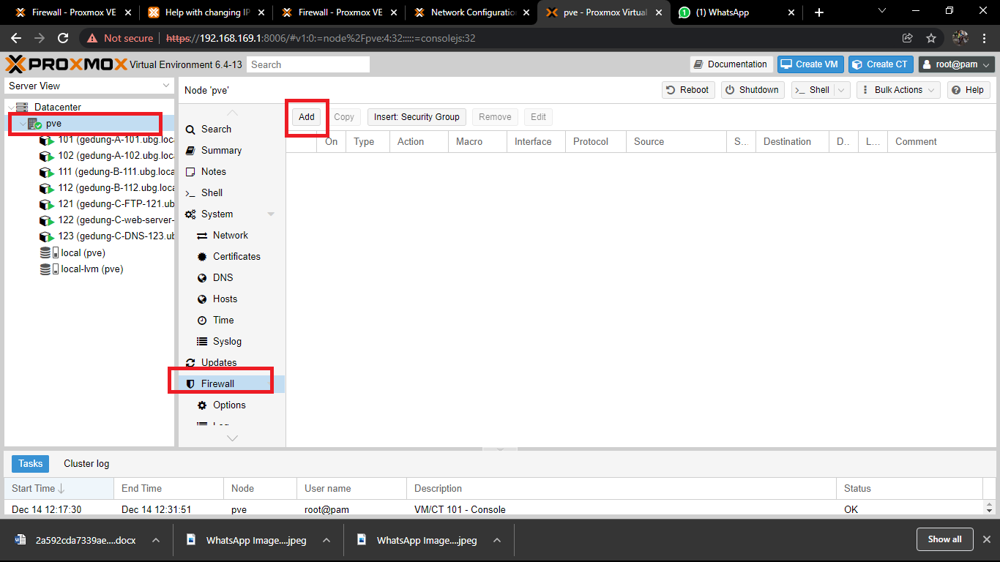 Firewall - Proxmox VE
Help with changing IP
Firewall - Proxmox VE
Network Configuration
pve - Proxmox Virtual
(1) WhatsApp
Not secure
https://192.168.169.1:8006/#v1:0:=node%2Fpve:4:32:::::=consolejs:32
PROXMOX Virtual Environment 6.4-13
Search
Documentation
Create VM
Create CT
root@pam
Server View
Node 'pve'
Reboot
Shutdown
>_ Shell
Bulk Actions
Help
Datacenter
pve
101 (gedung-A-101.ubg.loca
102 (gedung-A-102.ubg.loca
111 (gedung-B-111.ubg.loca
112 (gedung-B-112.ubg.loca
121 (gedung-C-FTP-121.ub
122 (gedung-C-web-server-
123 (gedung-C-DNS-123.ub
local (pve)
local-lvm (pve)
Search
Summary
Notes
>_ Shell
System
Network
Certificates
DNS
Hosts
Time
Syslog
Updates
Firewall
Options
Add
Copy
Insert: Security Group
Remove
Edit
On
Type
Action
Macro
Interface
Protocol
Source
S...
Destination
D..
L...
Comment
Tasks
Cluster log
Start Time
End Time
Node
User name
Description
Status
Dec 14 12:17:30
Dec 14 12:31:51
pve
root@pam
VM/CT 101 - Console
OK
2a592cda7339ae....docx
WhatsApp Image....jpeg
WhatsApp Image....jpeg
Show all